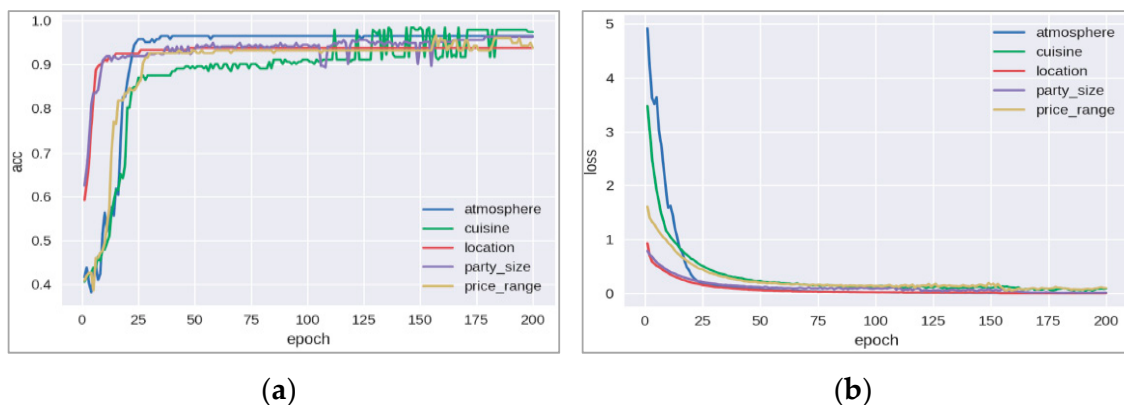 1.0
0.9
0.8
0.7
0.6
0.5
0.4
acc
atmosphere
cuisine
location
party_size
price_range
0 25 50 75 100 125 150 175 200
epoch
(a)
5
4
3
2
1
0
loss
atmosphere
cuisine
location
party_size
price_range
0 25 50 75 100 125 150 175 200
epoch
(b)